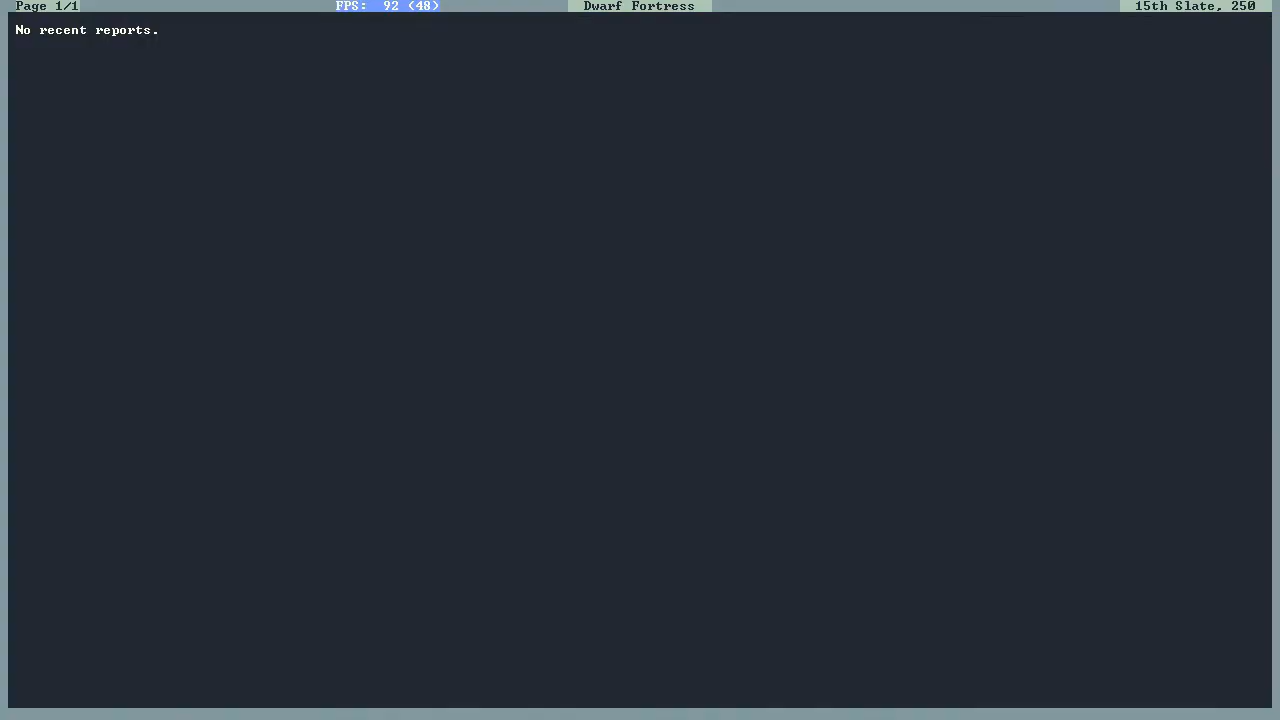 Page 1/1 FPS: 92 (48) Dwarf Fortress 15th Slate, 250
No recent reports.